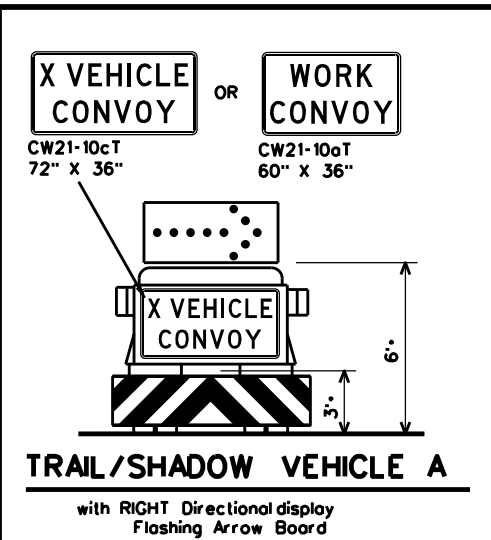 X VEHICLE
CONVOY
OR
WORK
CONVOY
CW21-10cT
72" X 36"
CW21-10aT
60" X 36"
X VEHICLE
CONVOY
6'+
3'+
TRAIL/SHADOW VEHICLE A
with RIGHT Directional display
Flashing Arrow Board